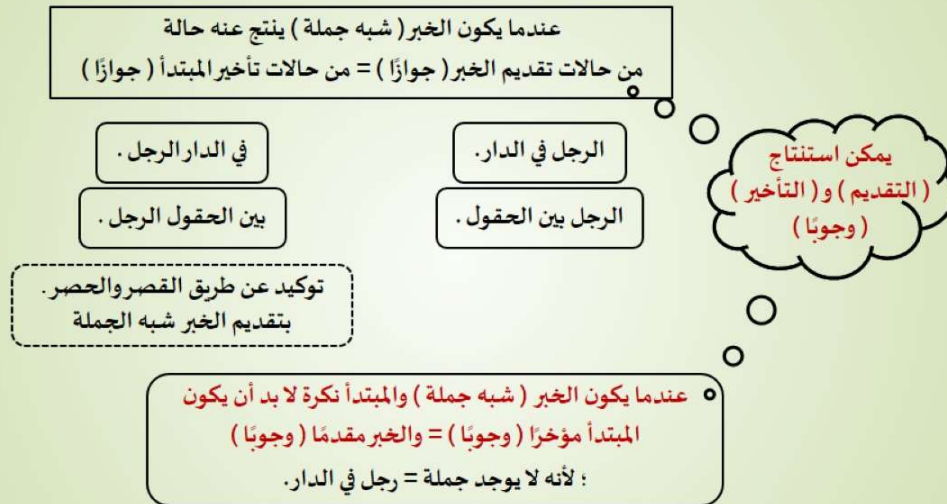 عندما يكون الخبر ( شبه جملة ) ينتج عنه حالة
من حالات تقديم الخبر ( جوازًا ) = من حالات تأخير المبتدأ ( جوازًا )
الرجل في الدار.
في الدار الرجل .
الرجل بين الحقول .
بين الحقول الرجل .
يمكن استنتاج
( التقديم ) و ( التأخير )
( وجوبًا )
توكيد عن طريق القصر والحصر .
بتقديم الخبر شبه الجملة
عندما يكون الخبر ( شبه جملة ) والمبتدأ نكرة لا بد أن يكون
المبتدأ مؤخرًا ( وجوبًا ) = والخبر مقدمًا ( وجوبًا )
؛ لأنه لا يوجد جملة = رجل في الدار.